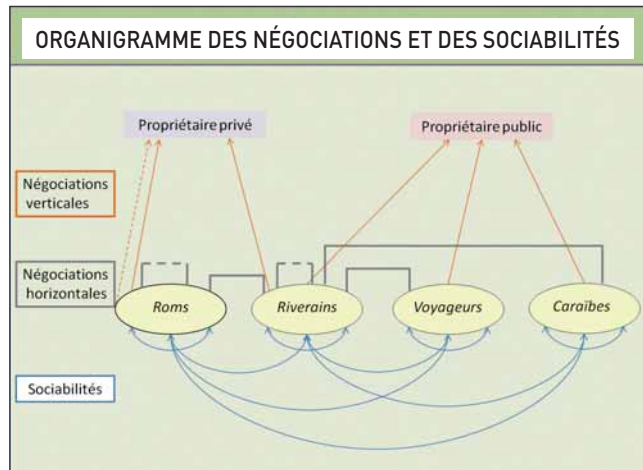 ORGANIGRAMME DES NÉGOCIATIONS ET DES SOCIABILITÉS
Propriétaire privé
Propriétaire public
Négociations
verticales
Négociations
horizontales
Roms
Riverains
Voyageurs
Caraïbes
Sociabilités